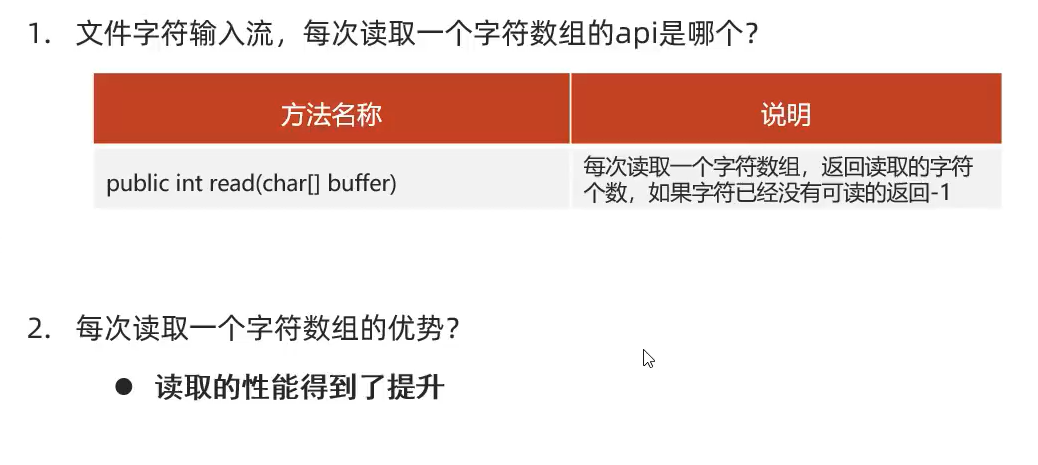 1. 文件字符输入流，每次读取一个字符数组的api是哪个？
方法名称 说明
public int read(char[] buffer) 每次读取一个字符数组，返回读取的字符
个数，如果字符已经没有可读的返回-1
2. 每次读取一个字符数组的优势？
● 读取的性能得到了提升